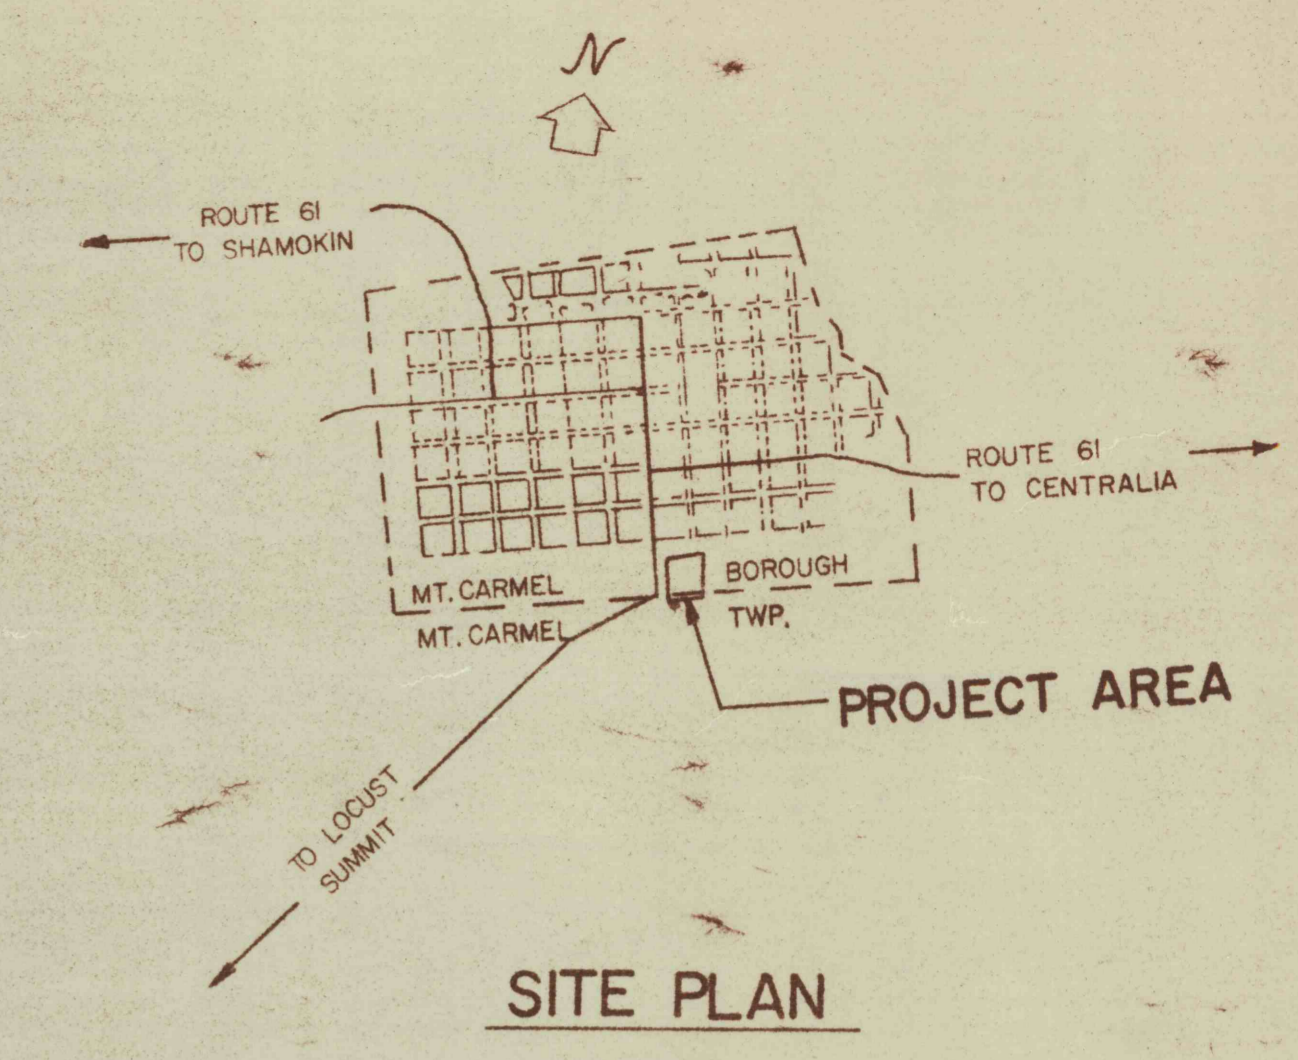 N
ROUTE 61
TO SHAMOKIN
ROUTE 61
TO CENTRALIA
MT. CARMEL BOROUGH
MT. CARMEL TWP.
PROJECT AREA
TO LOCUST
SUMMIT
SITE PLAN